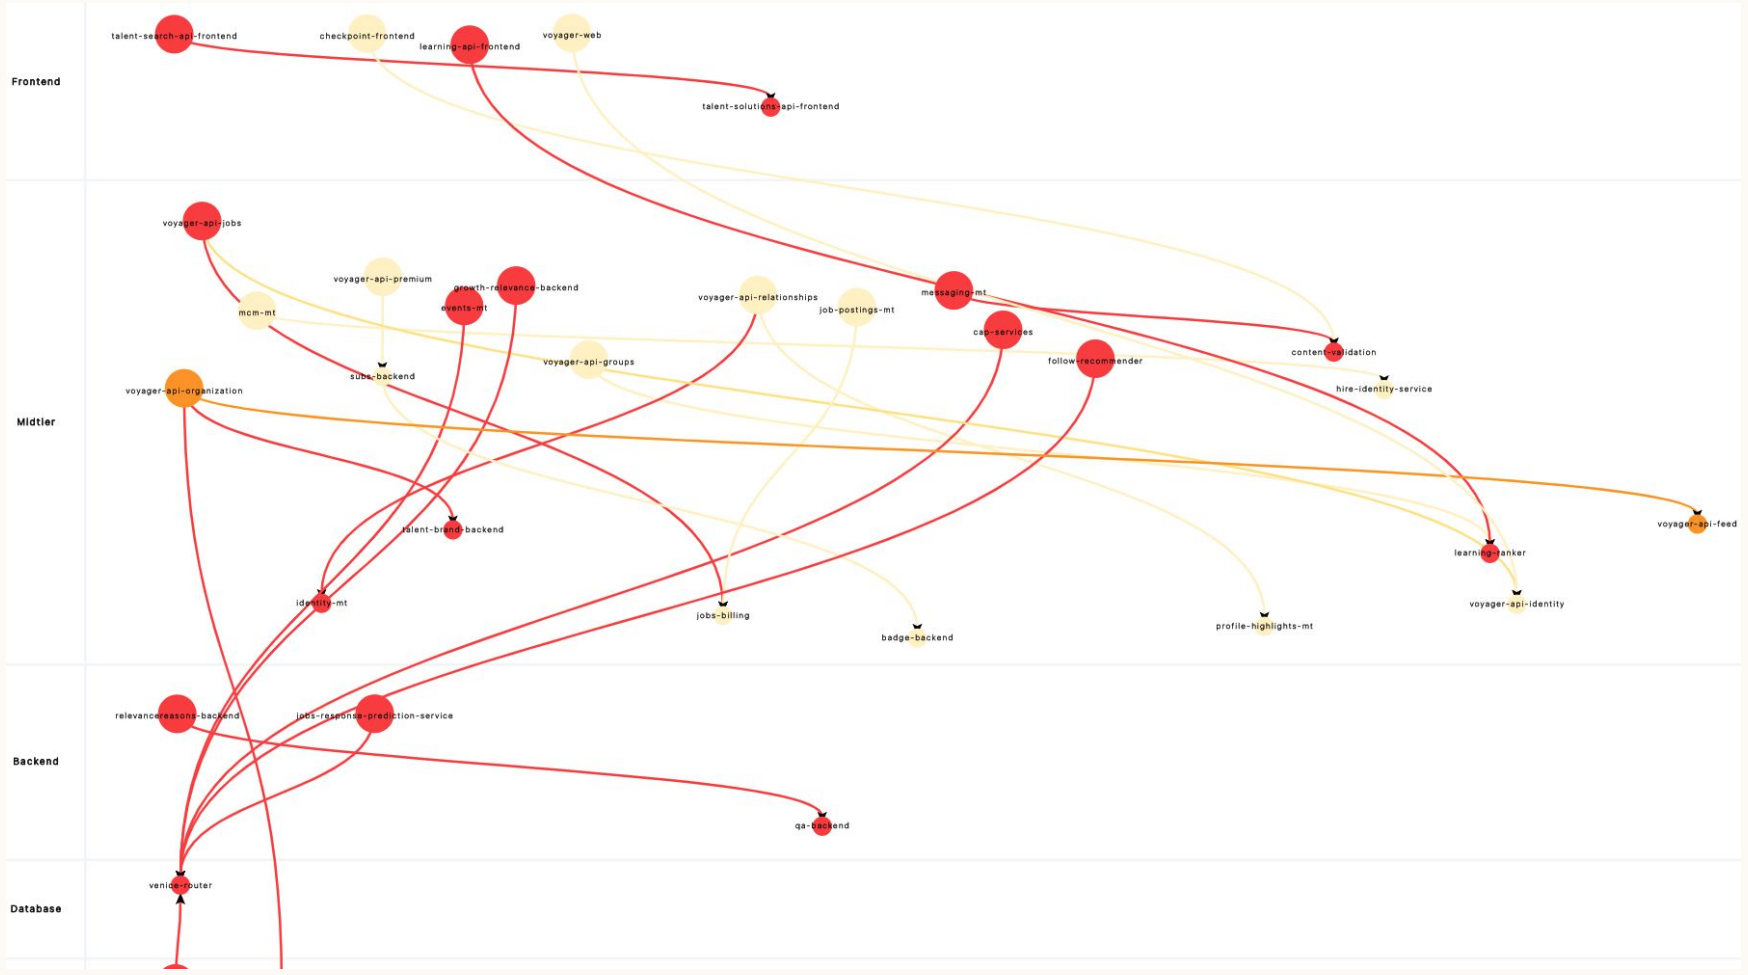 talent-search-api-frontend
checkpoint-frontend
learning-api-frontend
voyager-web
Frontend
talent-solutions-api-frontend
voyager-api-jobs
voyager-api-premium
growth-relevance-backend
events-mt
mcm-mt
voyager-api-relationships
job-postings-mt
messaging-mt
cap-services
content-validation
follow-recommender
voyager-api-groups
subs-backend
hire-identity-service
voyager-api-organization
Midtier
talent-brand-backend
voyager-api-feed
learning-ranker
identity-mt
voyager-api-identity
jobs-billing
profile-highlights-mt
badge-backend
relevancereasons-backend
jobs-response-prediction-service
Backend
qa-backend
venice-router
Database